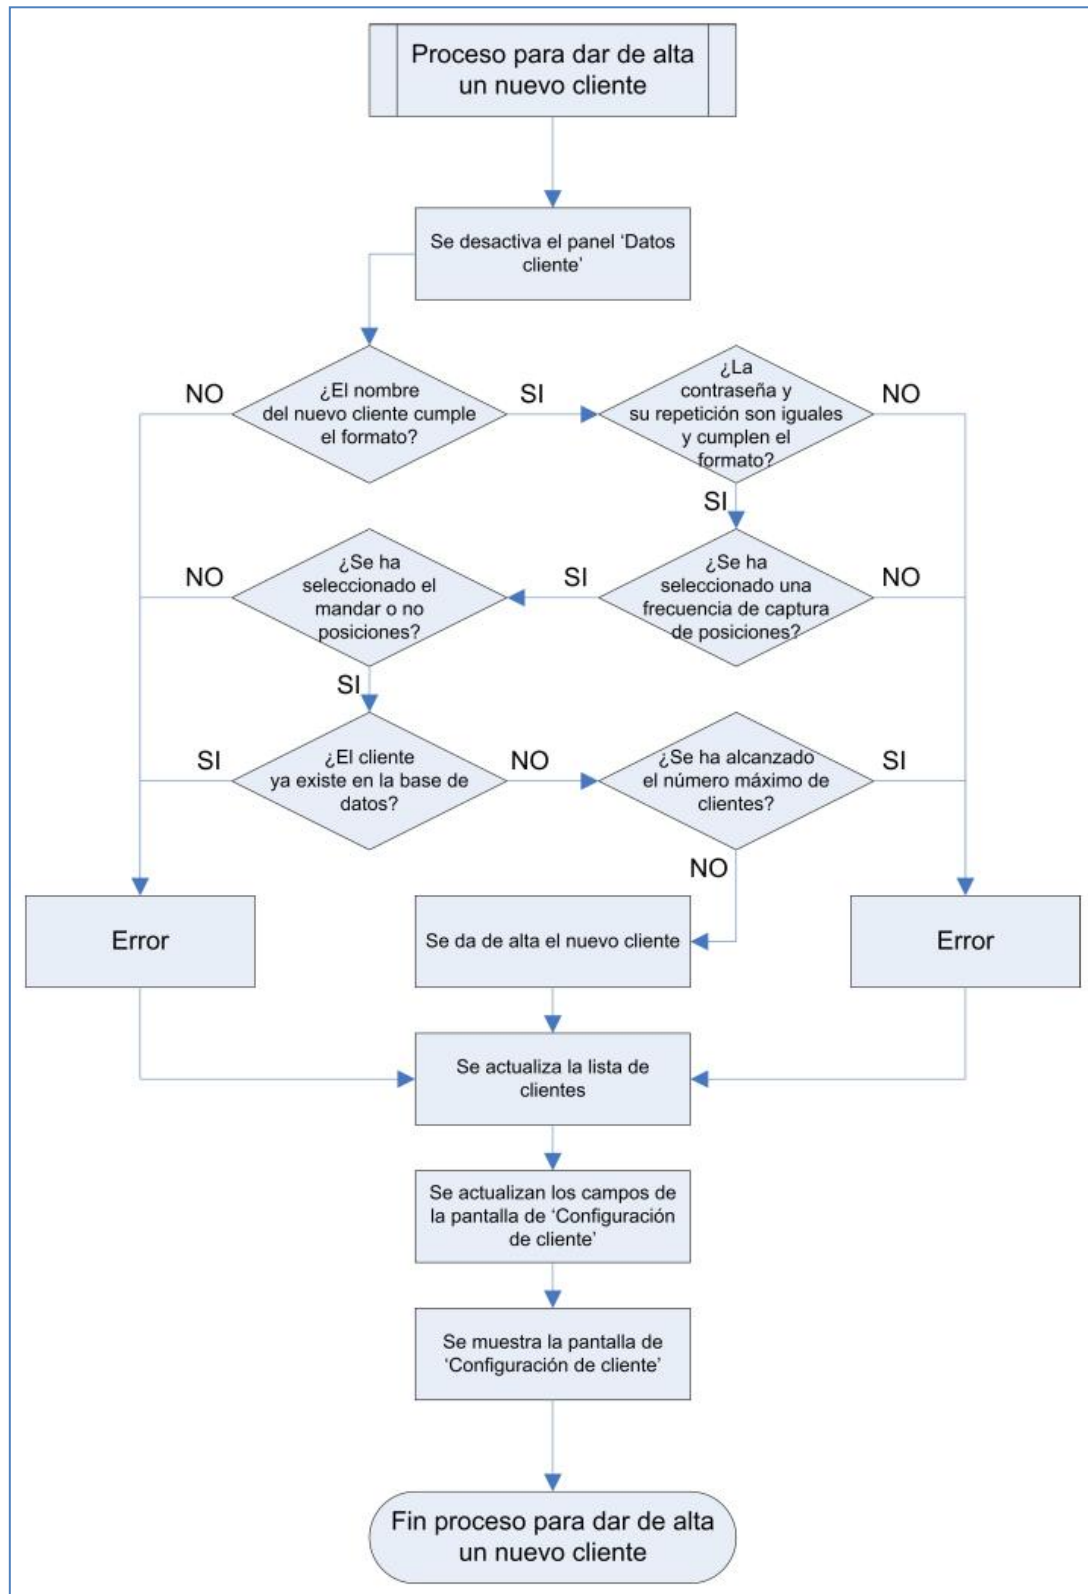 Proceso para dar de alta
un nuevo cliente
Se desactiva el panel ‘Datos
cliente’
NO
¿El nombre
del nuevo cliente cumple
el formato?
SI
¿La
contraseña y
su repetición son iguales
y cumplen el
formato?
NO
SI
NO
¿Se ha
seleccionado el
mandar o no
posiciones?
SI
¿Se ha
seleccionado una
frecuencia de captura
de posiciones?
NO
SI
SI
¿El cliente
ya existe en la base de
datos?
NO
¿Se ha alcanzado
el número máximo de
clientes?
SI
NO
Error
Se da de alta el nuevo cliente
Error
Se actualiza la lista de
clientes
Se actualizan los campos de
la pantalla de ‘Configuración
de cliente’
Se muestra la pantalla de
‘Configuración de cliente’
Fin proceso para dar de alta
un nuevo cliente